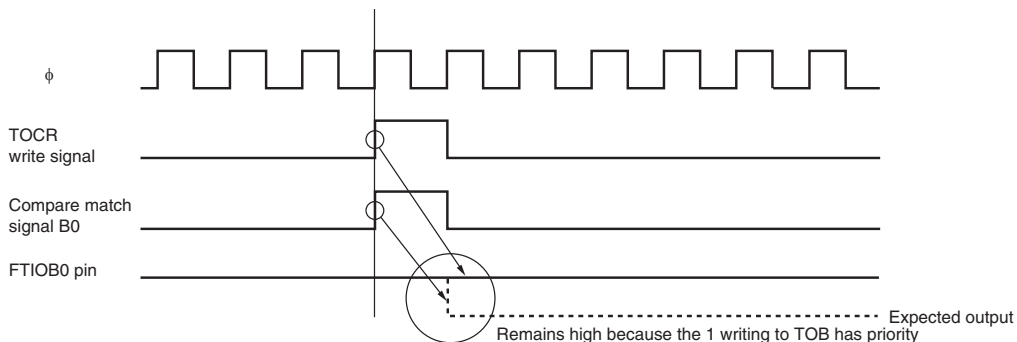 ϕ
TOCR
write signal
Compare match
signal B0
FTIOB0 pin
Expected output
Remains high because the 1 writing to TOB has priority